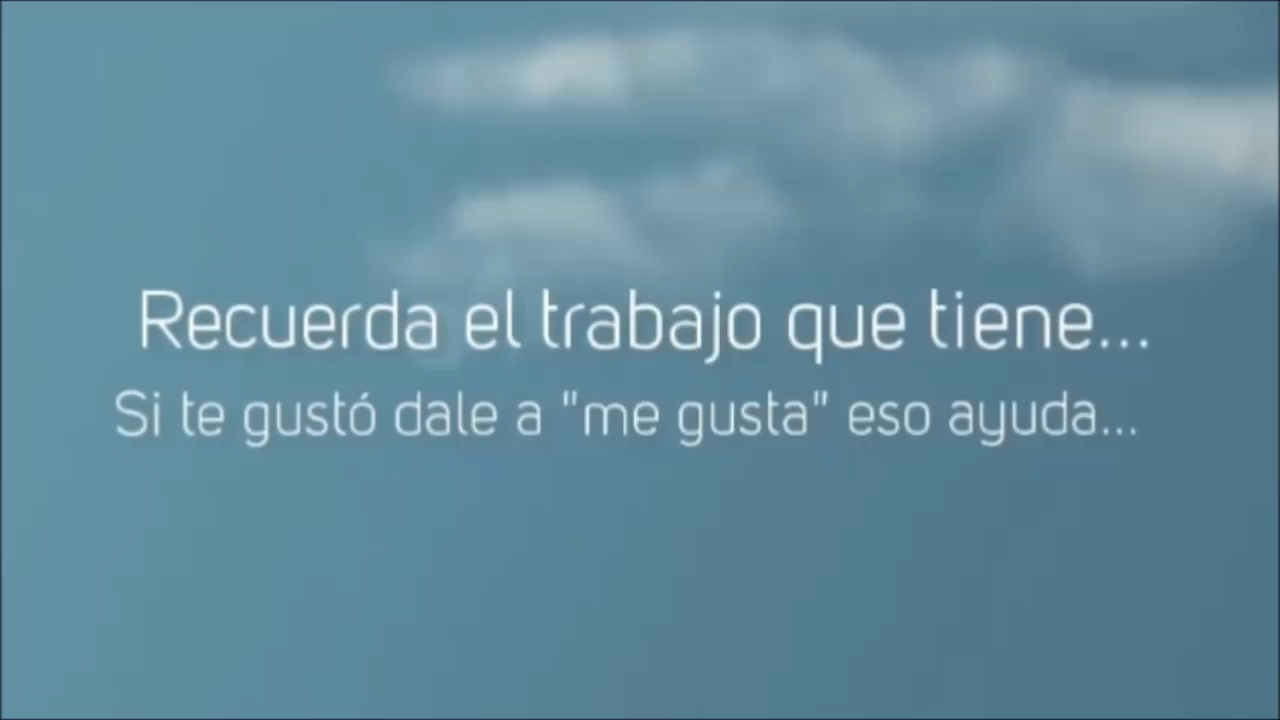 Recuerda el trabajo que tiene...
Si te gustó dale a "me gusta" eso ayuda...